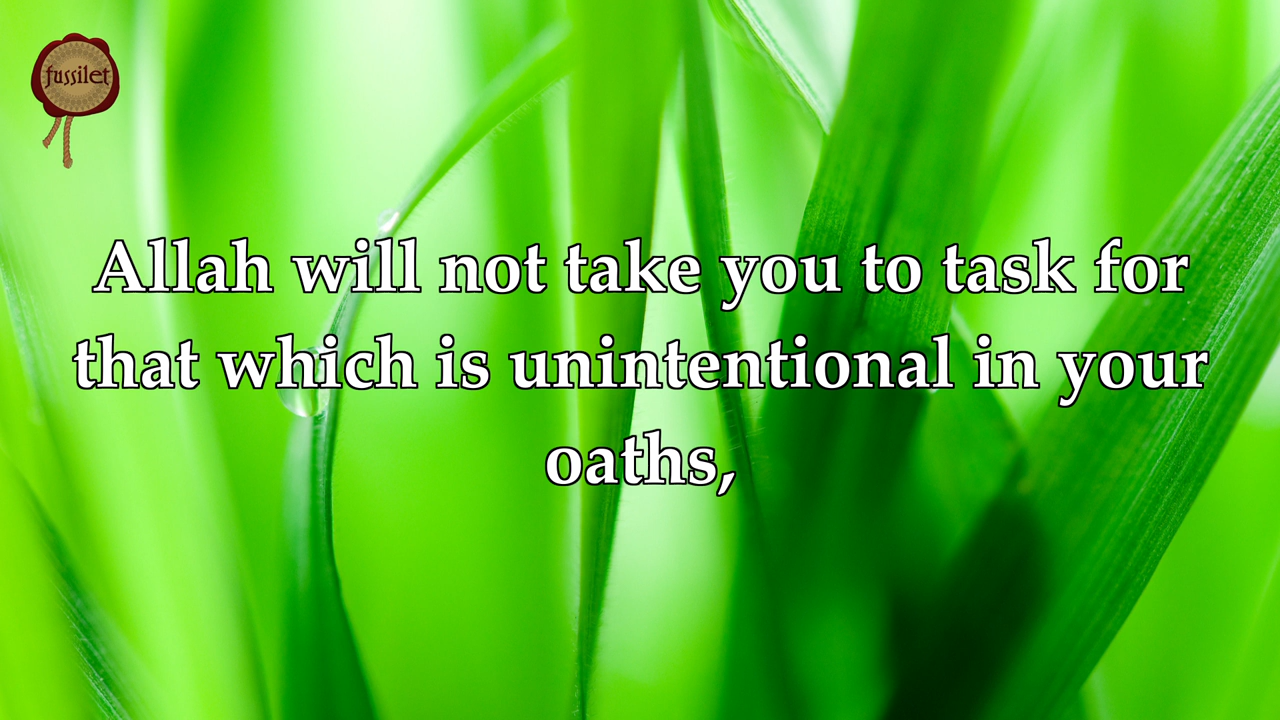 fussilet
Allah will not take you to task for
that which is unintentional in your
oaths,